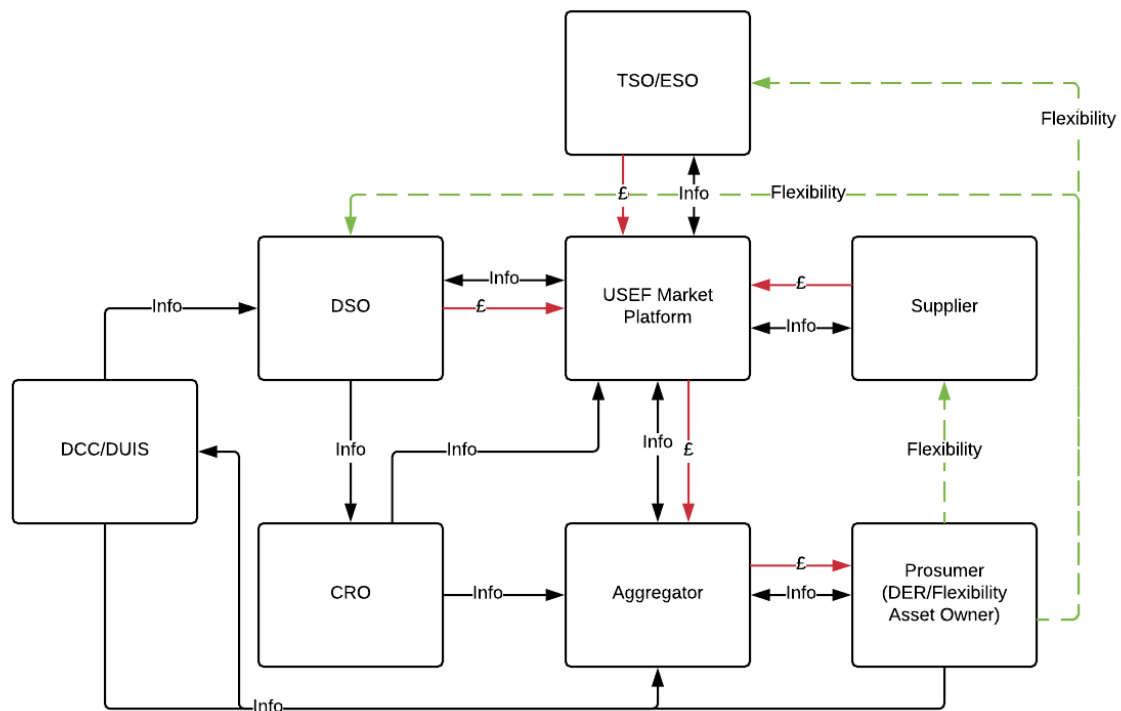 TSO/ESO
Flexibility
£
Info
Flexibility
Info
DSO
Info
£
USEF Market
Platform
£
Info
Supplier
DCC/DUIS
Info
Info
Info
£
Flexibility
CRO
Info
Aggregator
£
Info
Prosumer
(DER/Flexibility
Asset Owner)
Info